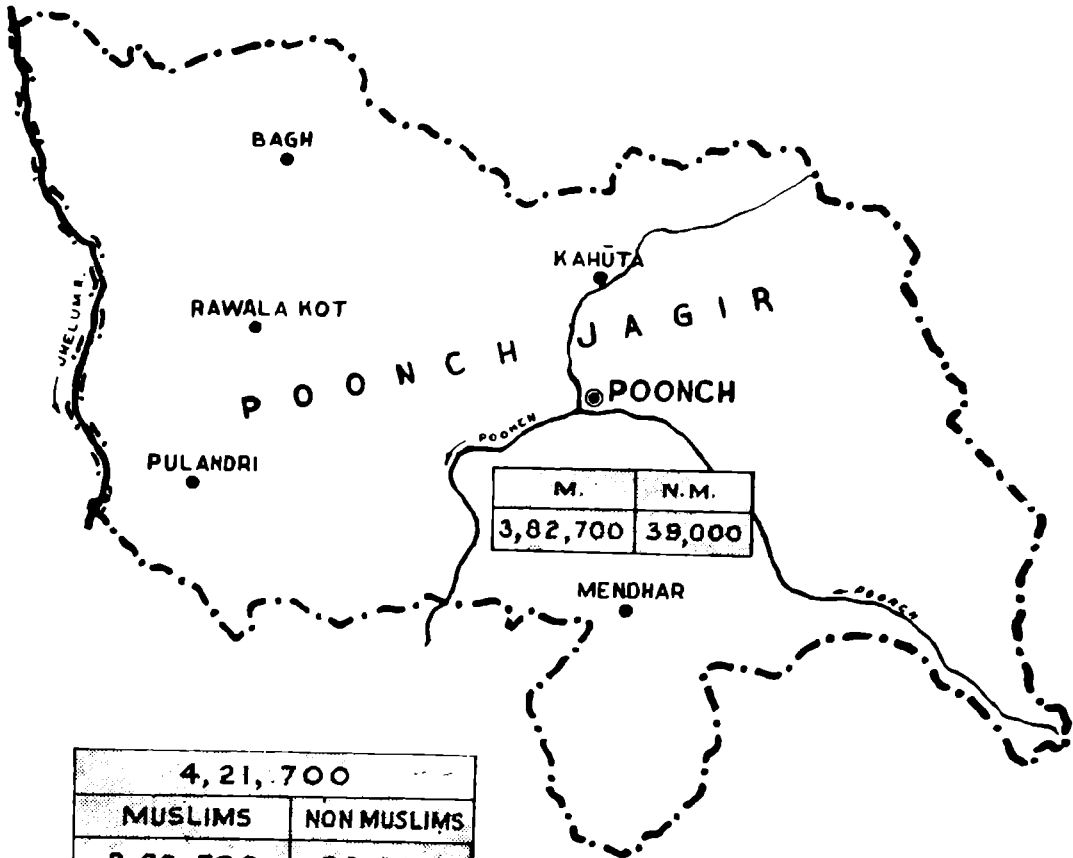 BAGH
KAHŪTA
JHELUM R.
RAWALA KOT
POONCH JAGIR
POONCH
POONCH
PULANDRI
M. N.M.
3,82,700 39,000
MENDHAR
POONCH
4,21,700
MUSLIMS NON MUSLIMS